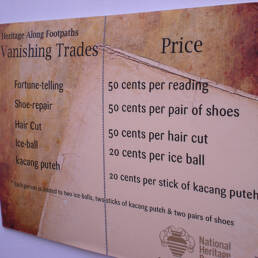 Heritage Along Footpaths
Vanishing Trades Price
Fortune-telling 50 cents per reading
Shoe-repair 50 cents per pair of shoes
Hair Cut 50 cents per hair cut
Ice-ball 20 cents per ice ball
kacang puteh 20 cents per stick of kacang puteh
*Each person is limited to two ice-balls, two sticks of kacang puteh & two pairs of shoes
National
Heritage